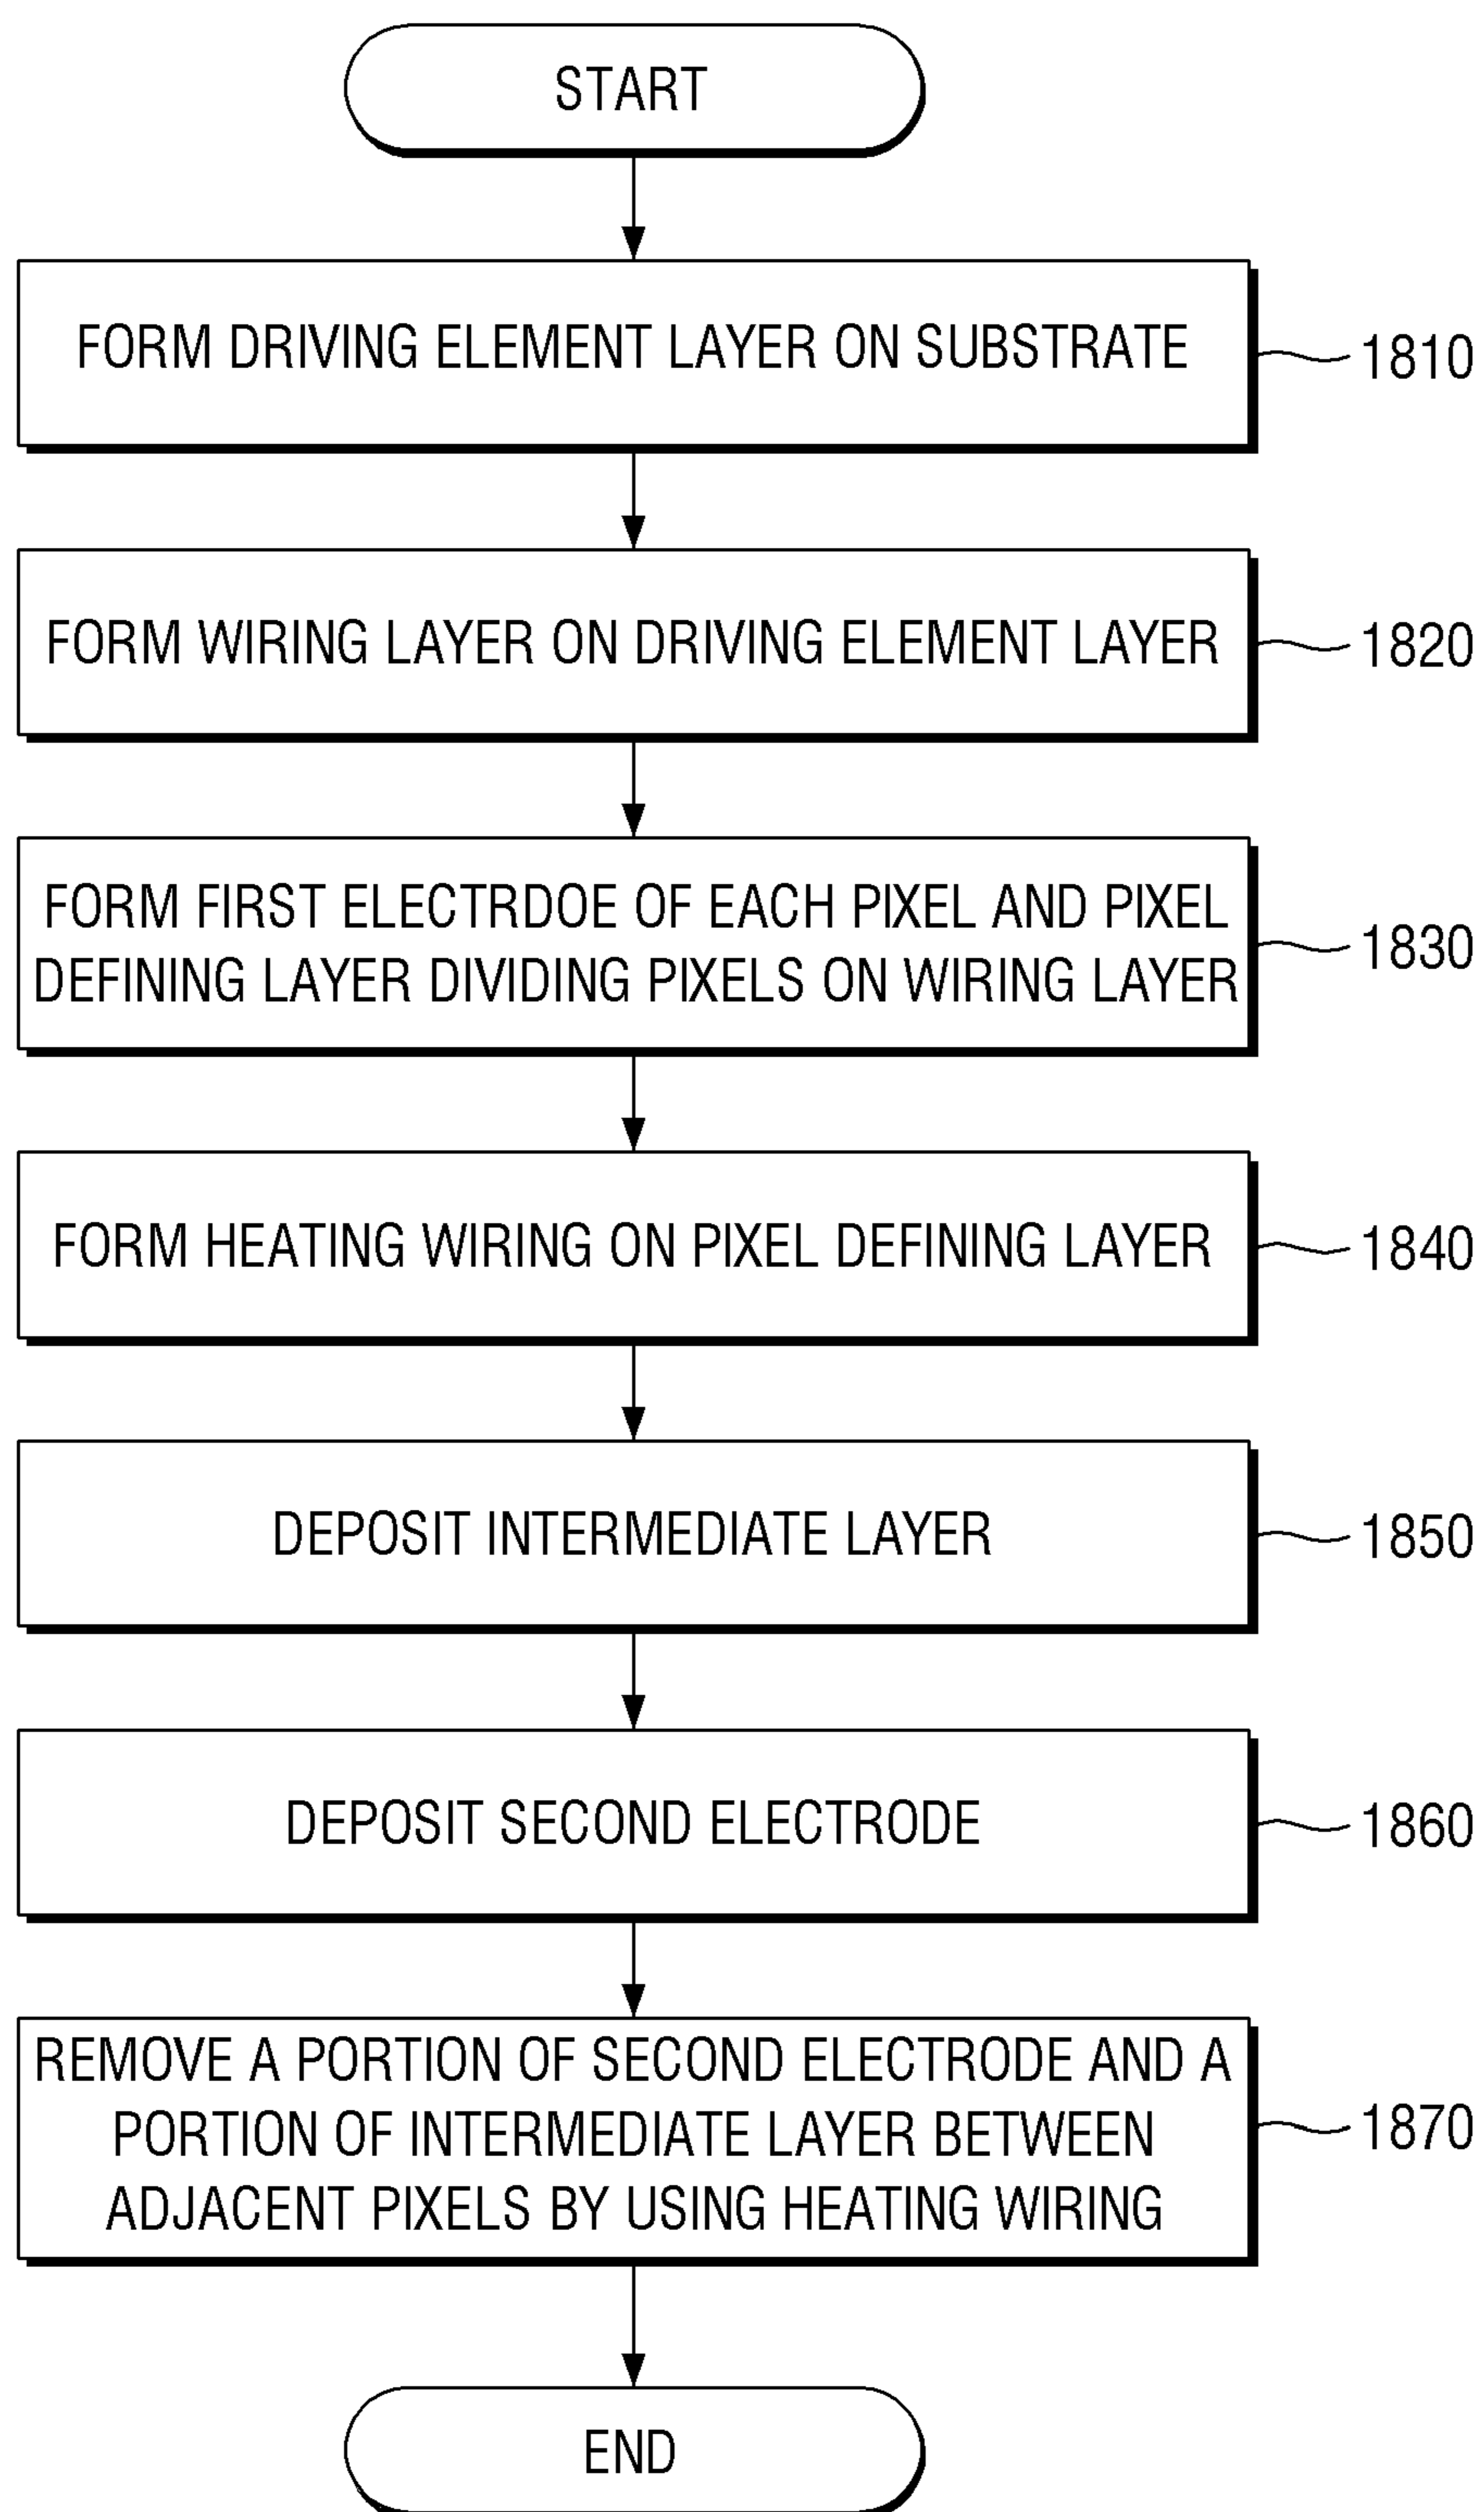 START
FORM DRIVING ELEMENT LAYER ON SUBSTRATE
1810
FORM WIRING LAYER ON DRIVING ELEMENT LAYER
1820
FORM FIRST ELECTRDOE OF EACH PIXEL AND PIXEL
DEFINING LAYER DIVIDING PIXELS ON WIRING LAYER
1830
FORM HEATING WIRING ON PIXEL DEFINING LAYER
1840
DEPOSIT INTERMEDIATE LAYER
1850
DEPOSIT SECOND ELECTRODE
1860
REMOVE A PORTION OF SECOND ELECTRODE AND A
PORTION OF INTERMEDIATE LAYER BETWEEN
ADJACENT PIXELS BY USING HEATING WIRING
1870
END